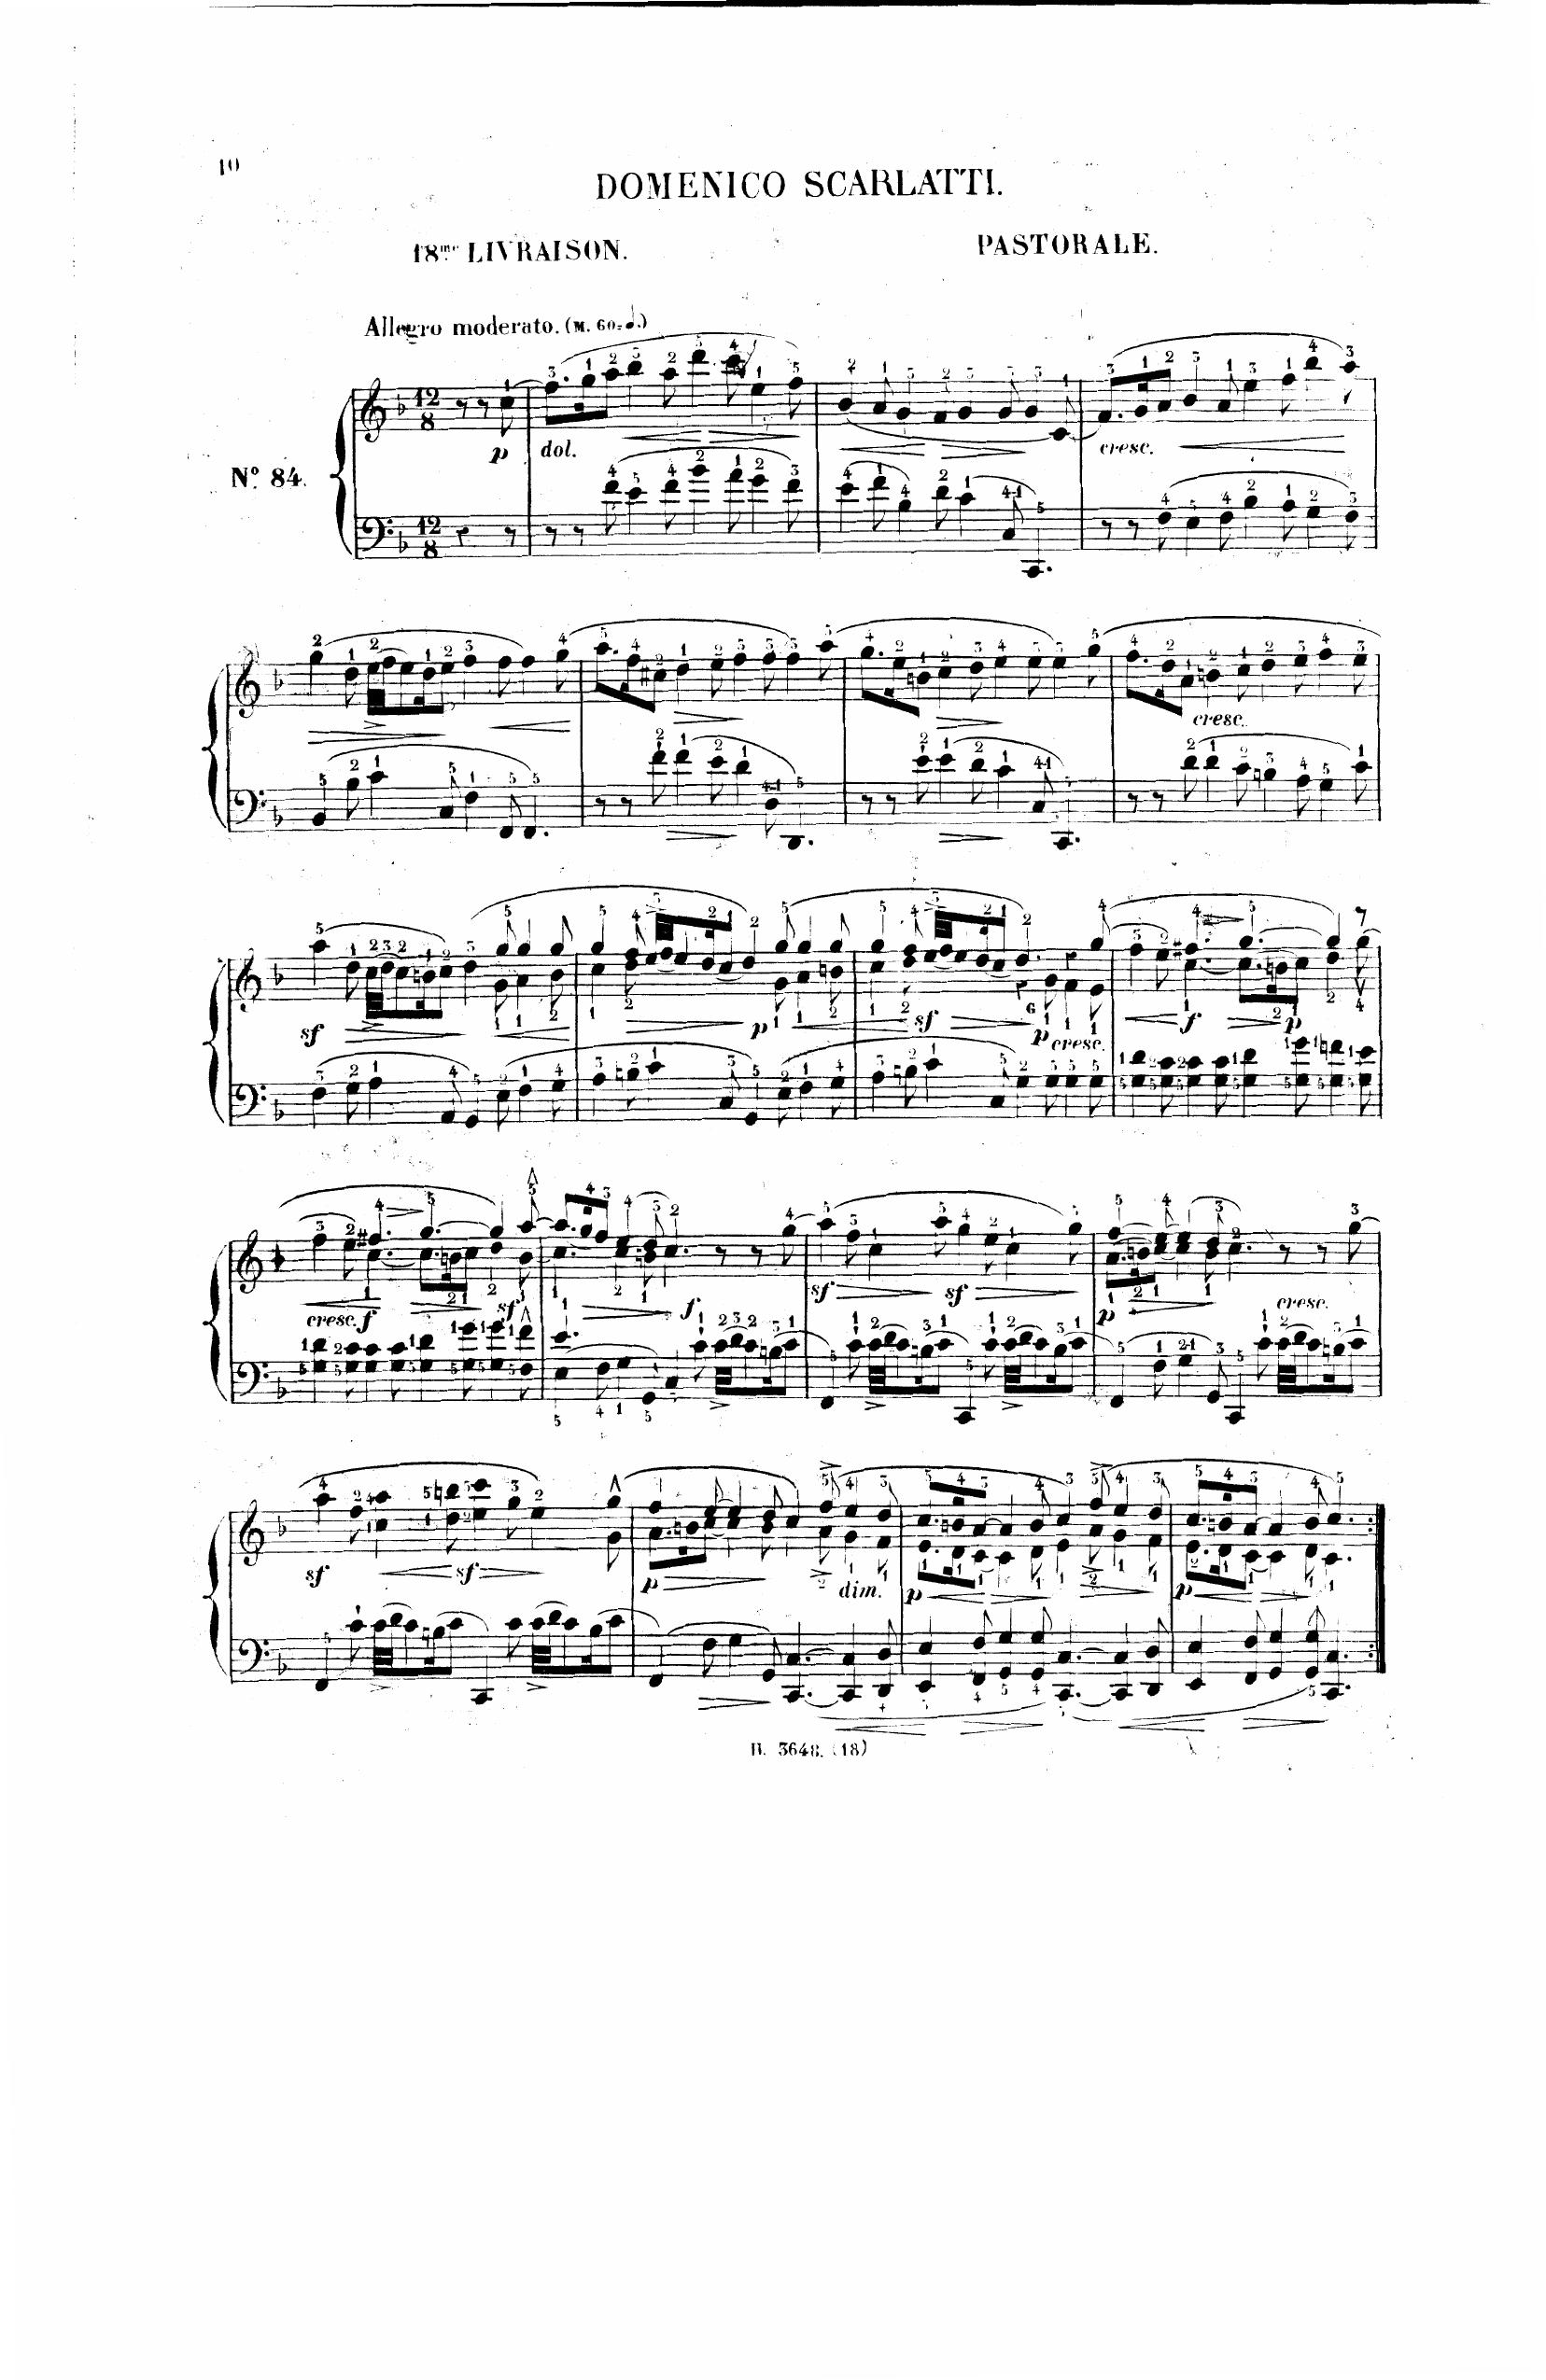 10
DOMENICO SCARLATTI.
18me LIVRAISON.
PASTORALE.
Allegro moderato. (M. 60=♩.)
Nº 84.
p dol. cresc.
cresc.
sf p sf p cresc. f p
cresc. f sf f. sf sf p cresc.
sf sf p dim. p p
B. 3648. (18)